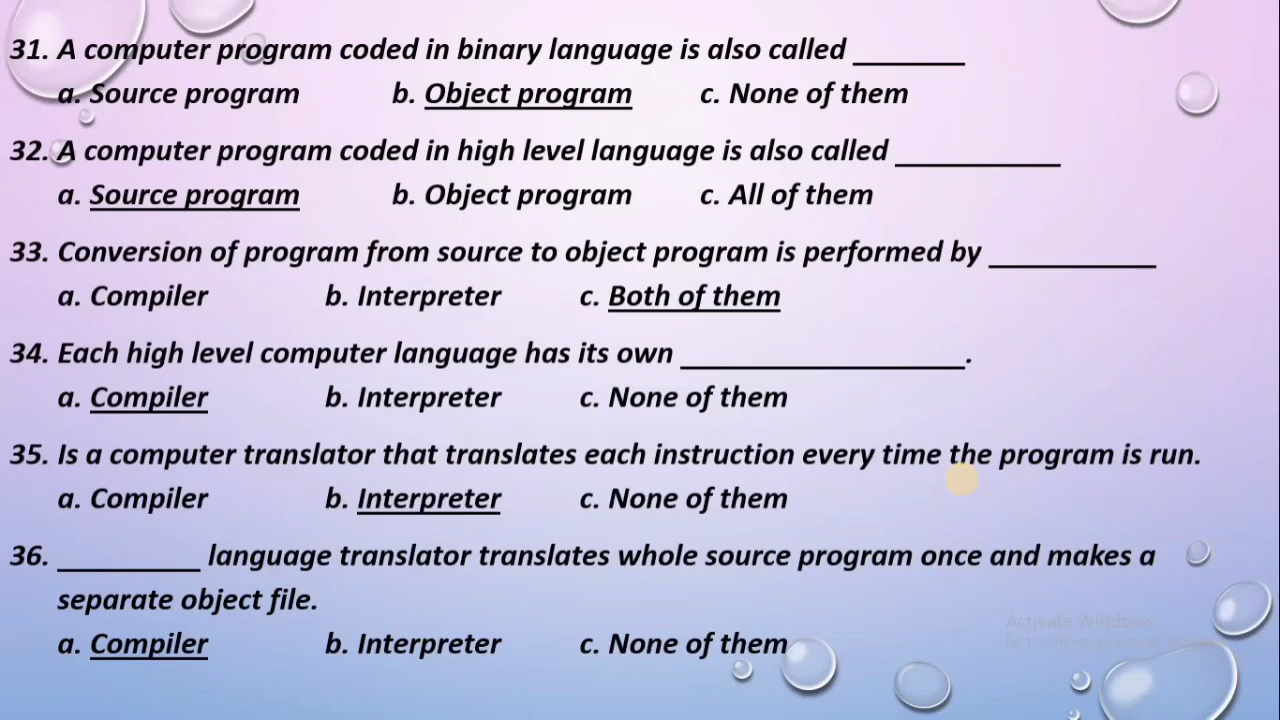 31. A computer program coded in binary language is also called _______
a. Source program b. Object program c. None of them
32. A computer program coded in high level language is also called __________
a. Source program b. Object program c. All of them
33. Conversion of program from source to object program is performed by __________
a. Compiler b. Interpreter c. Both of them
34. Each high level computer language has its own _________________.
a. Compiler b. Interpreter c. None of them
35. Is a computer translator that translates each instruction every time the program is run.
a. Compiler b. Interpreter c. None of them
36. _________ language translator translates whole source program once and makes a
separate object file.
a. Compiler b. Interpreter c. None of them
Activate Windows